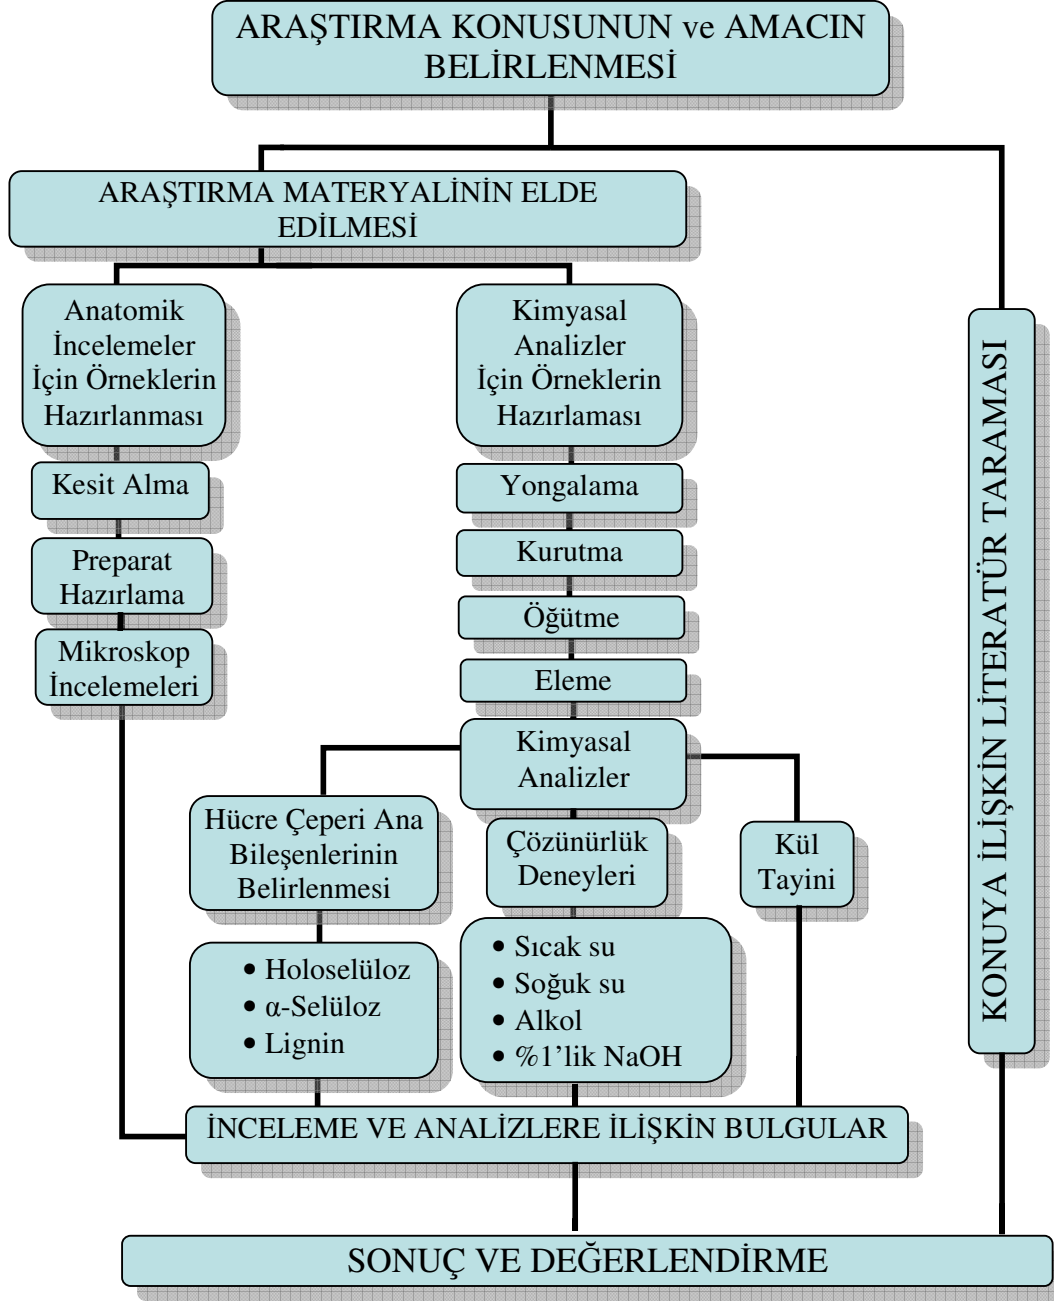 ARAŞTIRMA KONUSUNUN ve AMACIN
BELİRLENMESİ
ARAŞTIRMA MATERYALİNİN ELDE
EDİLMESİ
Anatomik
İncelemeler
İçin Örneklerin
Hazırlanması
Kesit Alma
Preparat
Hazırlama
Mikroskop
İncelemeleri
Kimyasal
Analizler
İçin Örneklerin
Hazırlaması
Yongalama
Kurutma
Öğütme
Eleme
Kimyasal
Analizler
Hücre Çeperi Ana
Bileşenlerinin
Belirlenmesi
• Holoselüloz
• α-Selüloz
• Lignin
Çözünürlük
Deneyleri
• Sıcak su
• Soğuk su
• Alkol
• %1’lik NaOH
Kül
Tayini
KONUYA İLİŞKİN LİTERATÜR TARAMASI
İNCELEME VE ANALİZLERE İLİŞKİN BULGULAR
SONUÇ VE DEĞERLENDİRME